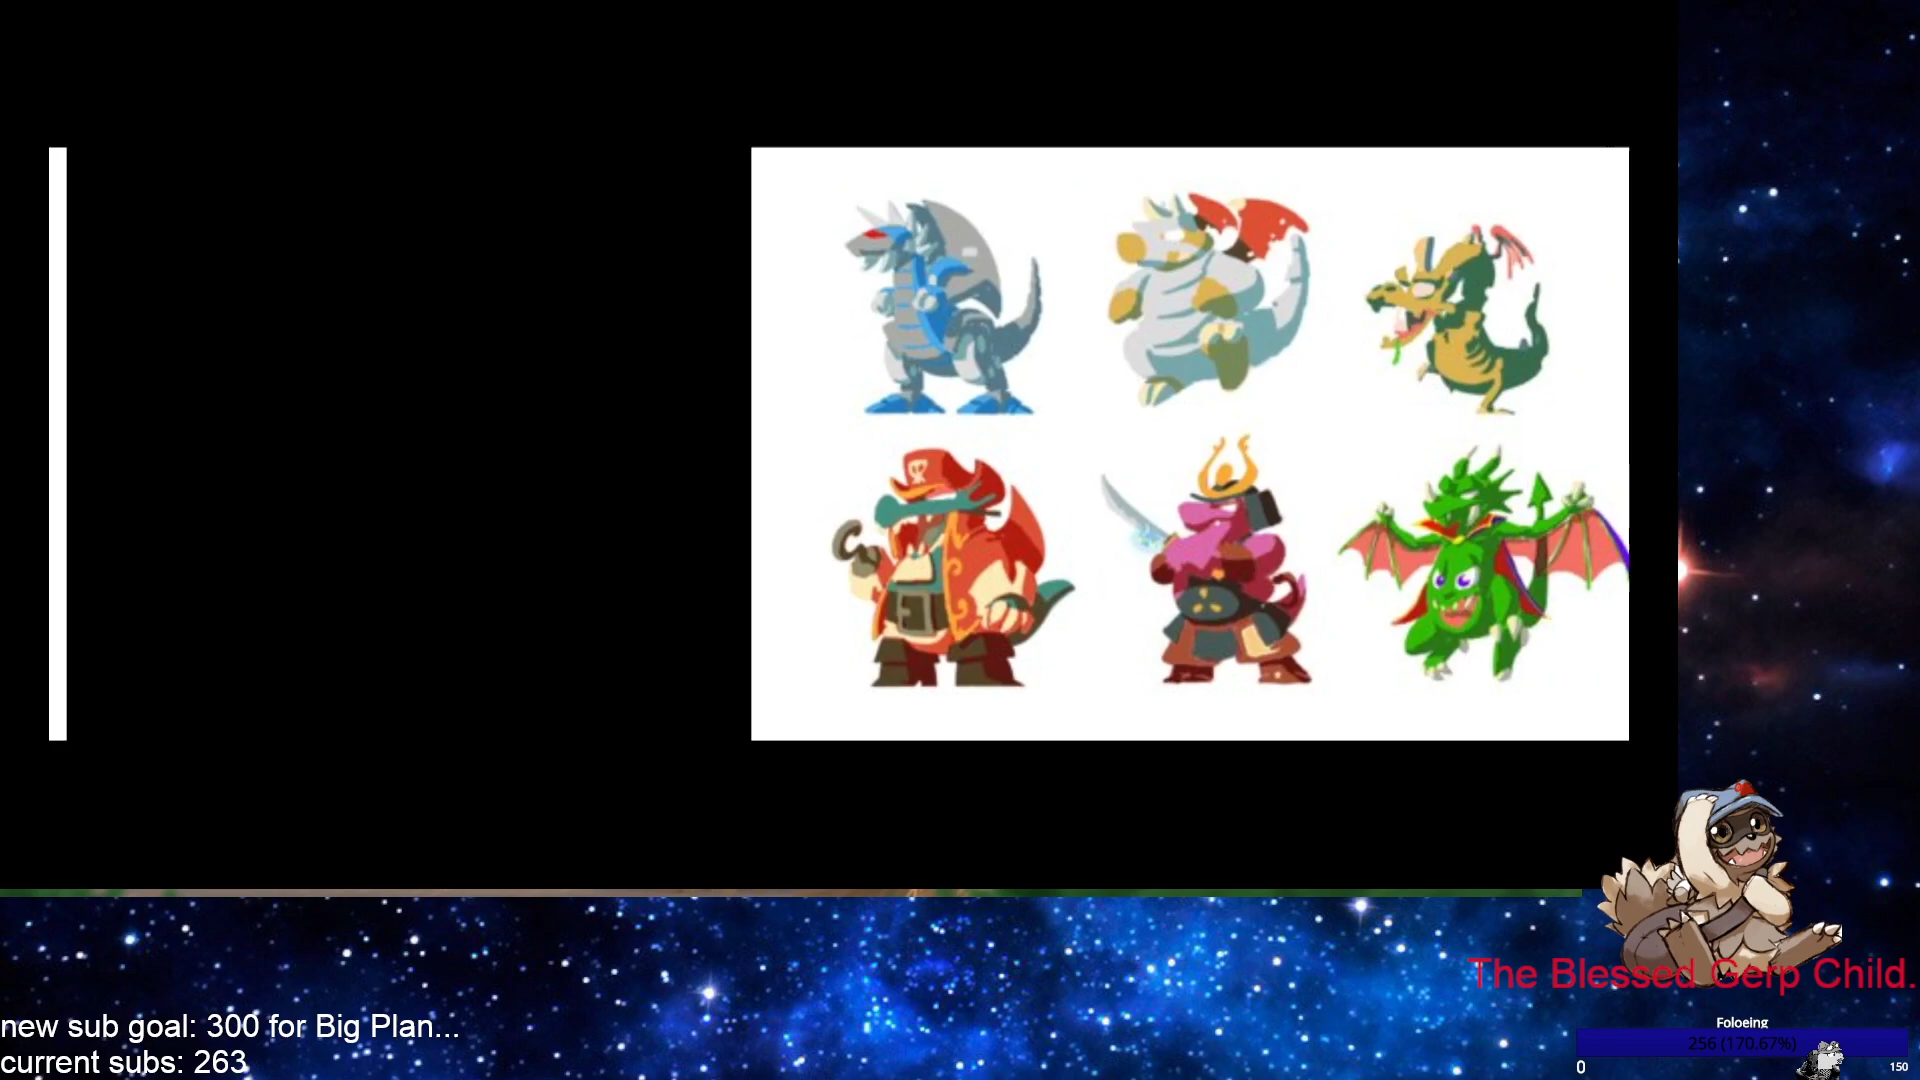 The Blessed Gerp Child.
new sub goal: 300 for Big Plan...
current subs: 263
Foloeing
256 (170.67%)
0
150